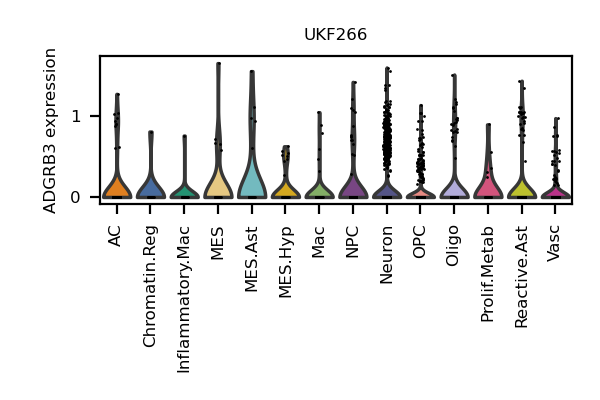 UKF266
ADGRB3 expression
1
0
AC
Chromatin.Reg
Inflammatory.Mac
MES
MES.Ast
MES.Hyp
Mac
NPC
Neuron
OPC
Oligo
Prolif.Metab
Reactive.Ast
Vasc